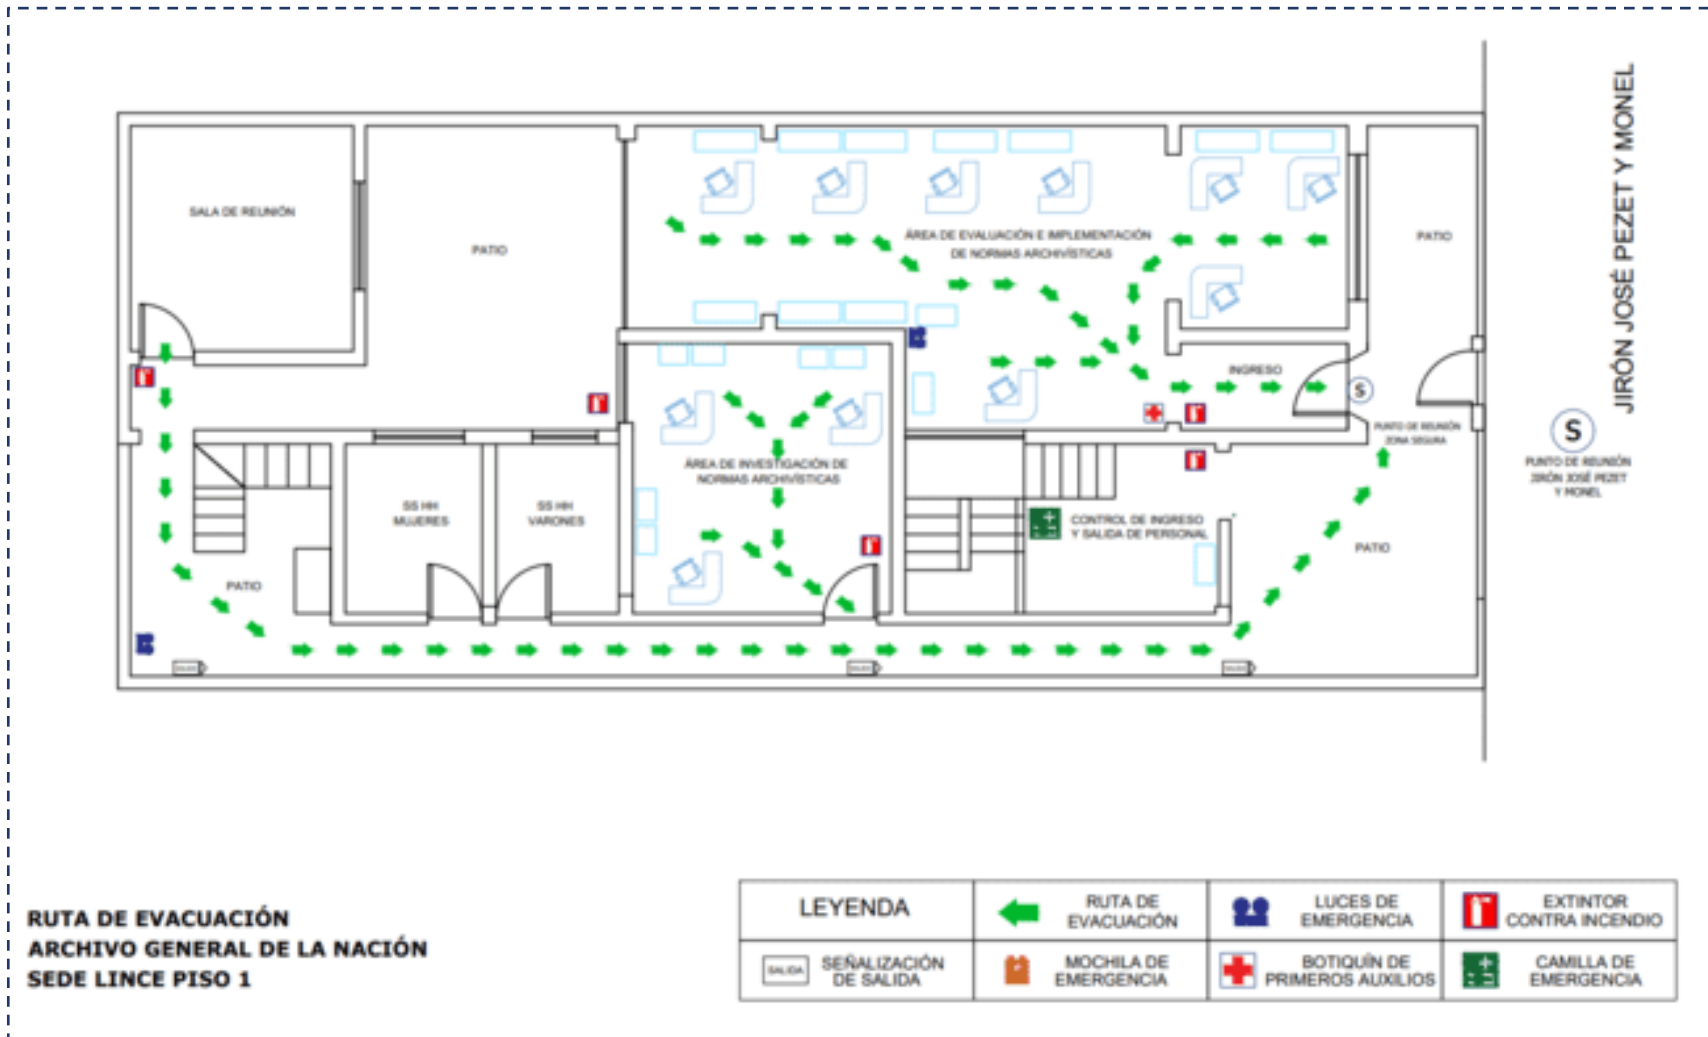 JIRÓN JOSÉ PEZET Y MONEL
SALA DE REUNIÓN
PATIO
ÁREA DE EVALUACIÓN E IMPLEMENTACIÓN
DE NORMAS ARCHIVÍSTICAS
PATIO
INGRESO
S
PUNTO DE REUNIÓN
ZONA SEGURA
S
PUNTO DE REUNIÓN
JIRÓN JOSÉ PEZET
Y MONEL
ÁREA DE INVESTIGACIÓN DE
NORMAS ARCHIVÍSTICAS
SS HH
MUJERES
SS HH
VARONES
CONTROL DE INGRESO
Y SALIDA DE PERSONAL
PATIO
PATIO
SALIDA
SALIDA
SALIDA
RUTA DE EVACUACIÓN
ARCHIVO GENERAL DE LA NACIÓN
SEDE LINCE PISO 1
LEYENDA
RUTA DE
EVACUACIÓN
LUCES DE
EMERGENCIA
EXTINTOR
CONTRA INCENDIO
SALIDA
SEÑALIZACIÓN
DE SALIDA
MOCHILA DE
EMERGENCIA
BOTIQUÍN DE
PRIMEROS AUXILIOS
CAMILLA DE
EMERGENCIA